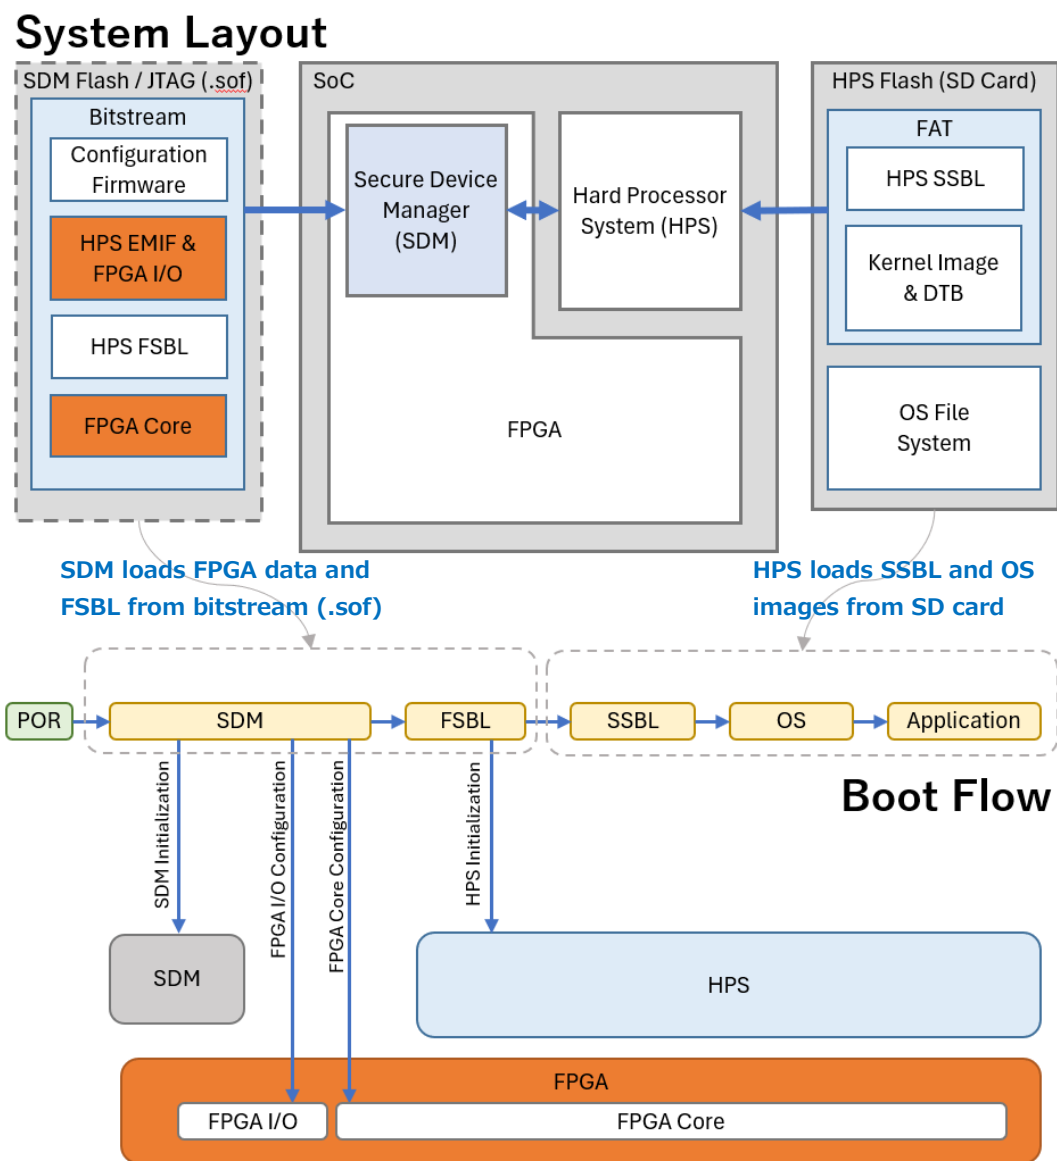 System Layout
SDM Flash / JTAG (.sof)
Bitstream
Configuration
Firmware
HPS EMIF &
FPGA I/O
HPS FSBL
FPGA Core
SoC
Secure Device
Manager
(SDM)
Hard Processor
System (HPS)
FPGA
HPS Flash (SD Card)
FAT
HPS SSBL
Kernel Image
& DTB
OS File
System
SDM loads FPGA data and
FSBL from bitstream (.sof)
HPS loads SSBL and OS
images from SD card
POR
SDM
FSBL
SSBL
OS
Application
Boot Flow
SDM Initialization
FPGA I/O Configuration
FPGA Core Configuration
HPS Initialization
SDM
HPS
FPGA
FPGA I/O
FPGA Core